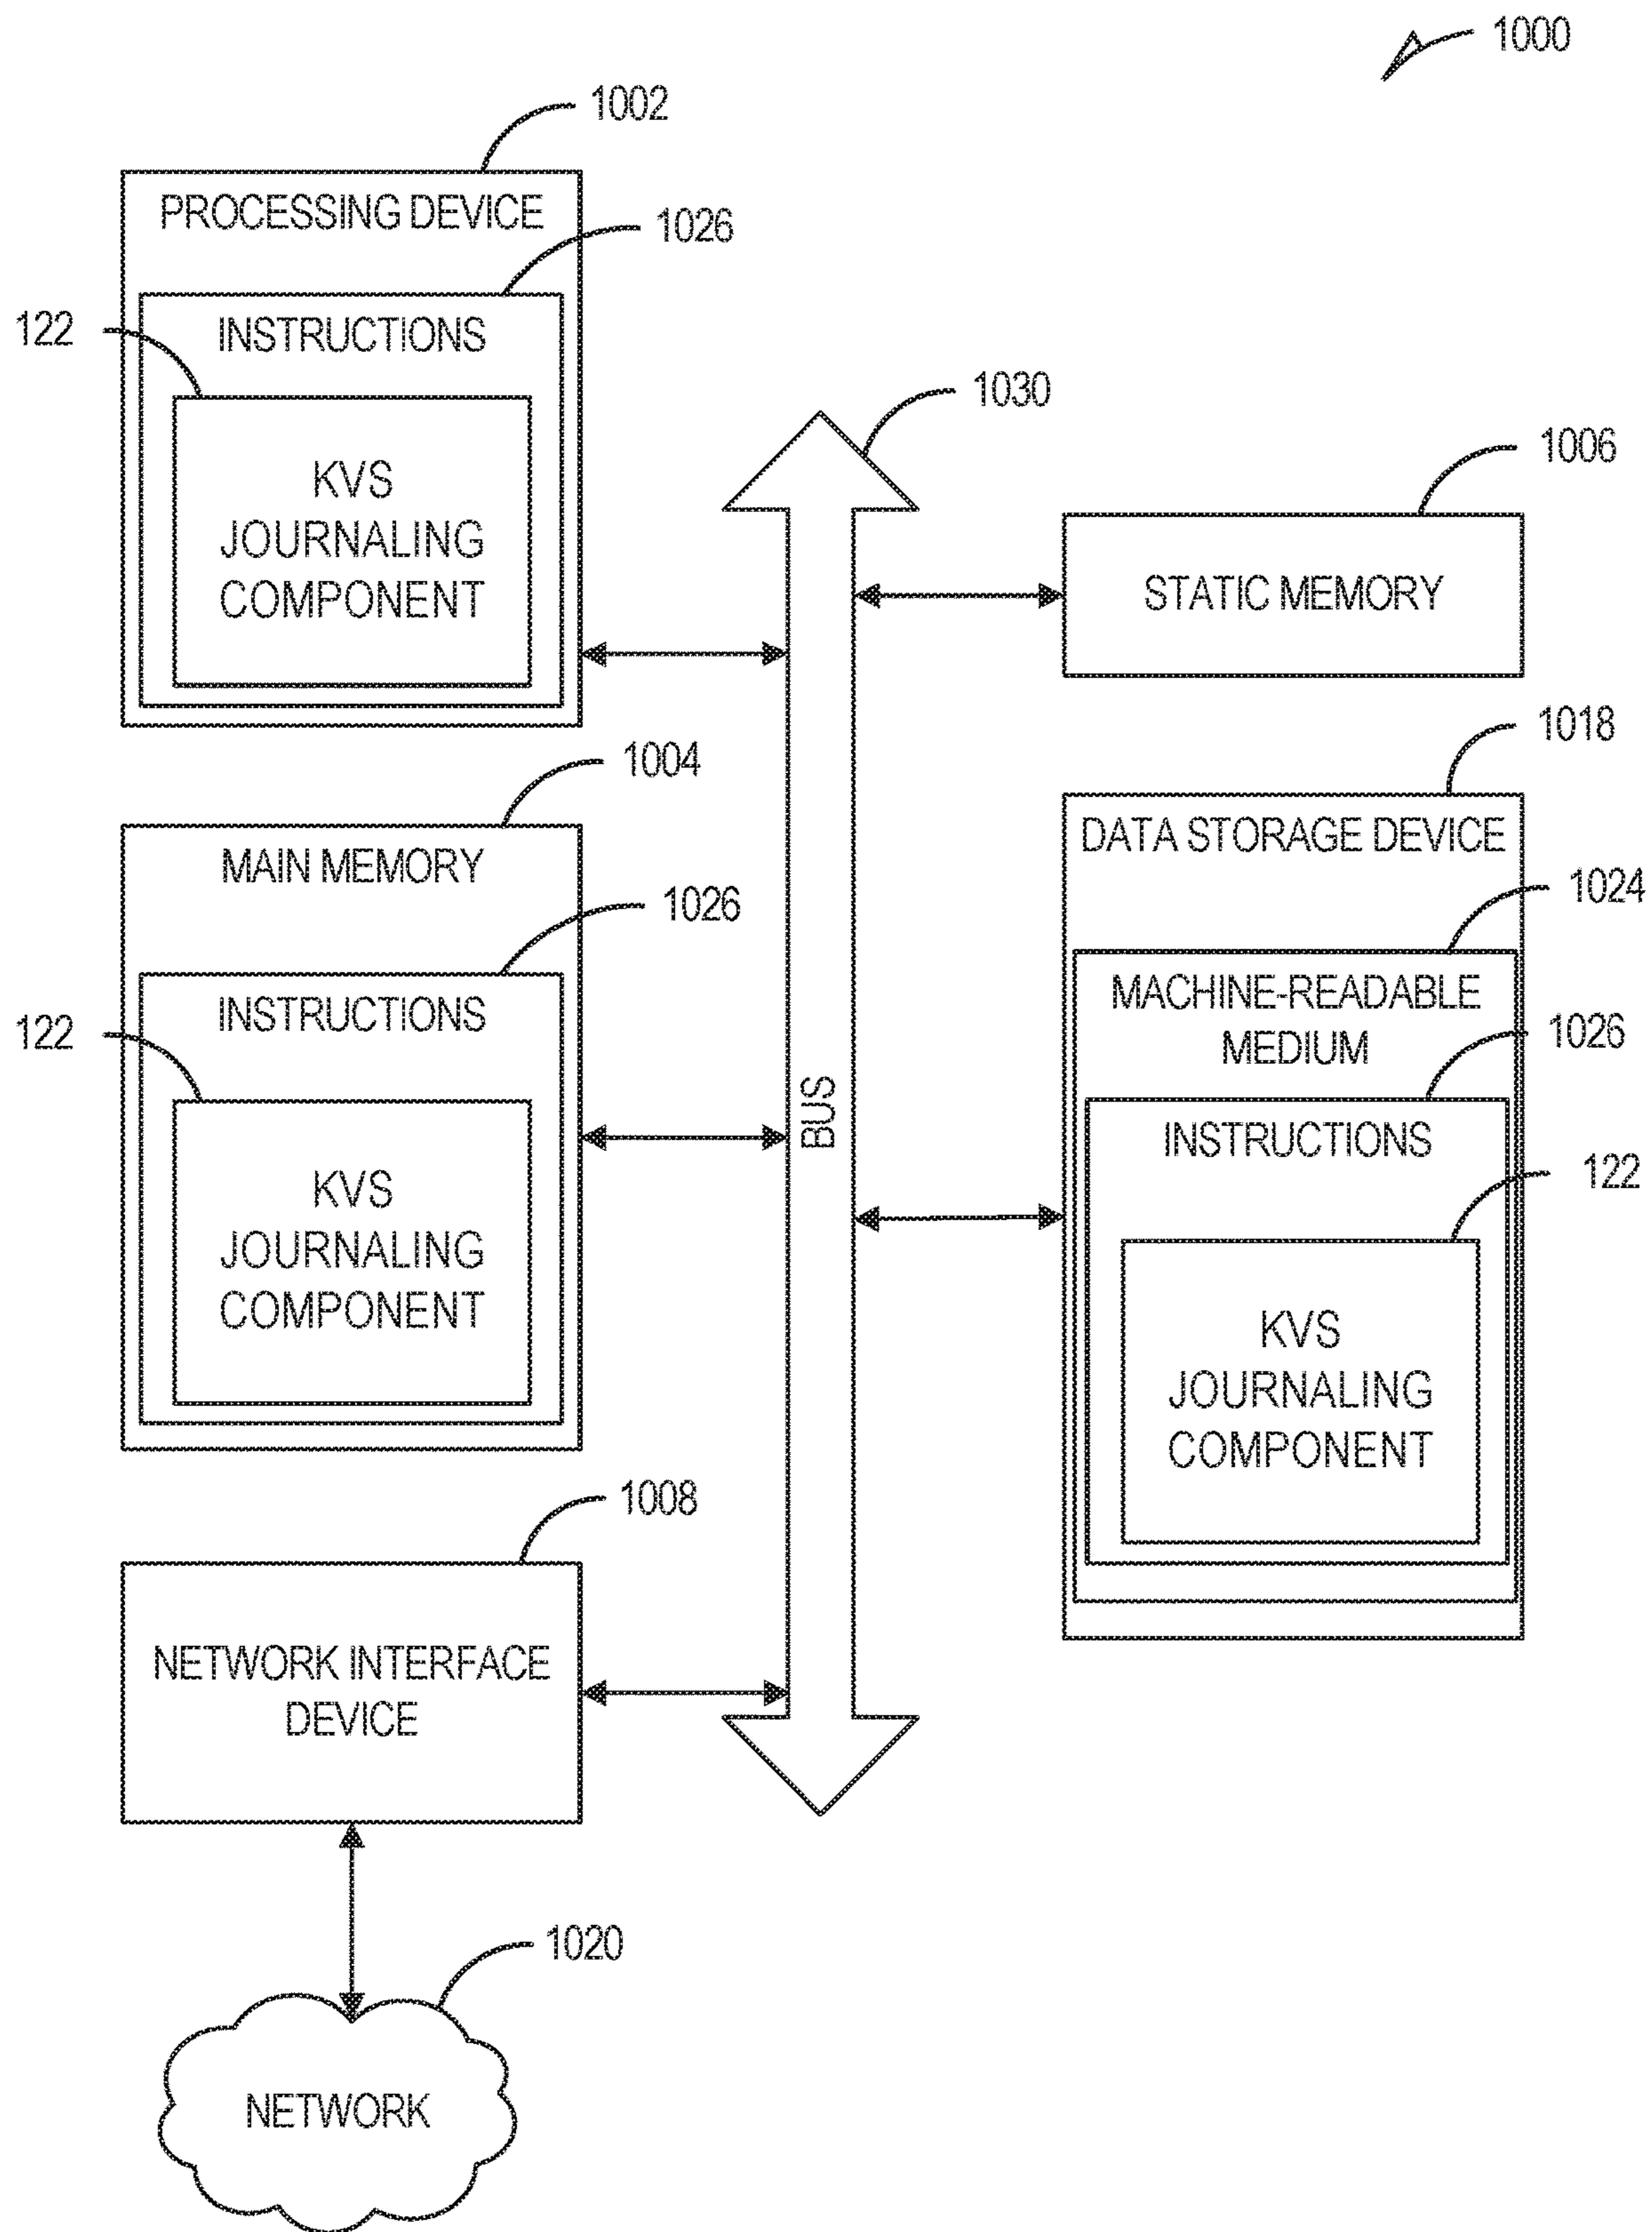 1000
1002
PROCESSING DEVICE
1026
122
INSTRUCTIONS
KVS
JOURNALING
COMPONENT
1030
1006
STATIC MEMORY
1004
MAIN MEMORY
1026
122
INSTRUCTIONS
KVS
JOURNALING
COMPONENT
BUS
1018
DATA STORAGE DEVICE
1024
MACHINE-READABLE
MEDIUM
1026
INSTRUCTIONS
122
KVS
JOURNALING
COMPONENT
1008
NETWORK INTERFACE
DEVICE
1020
NETWORK